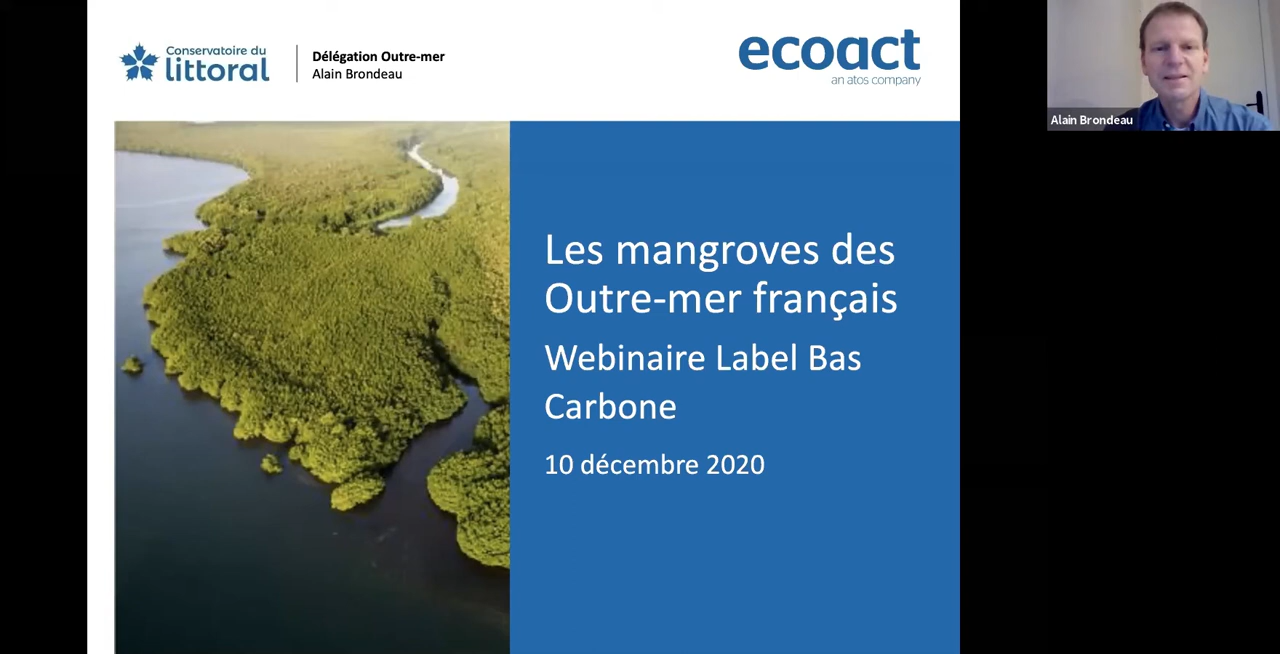 Conservatoire du
littoral
Délégation Outre-mer
Alain Brondeau
ecoact
an atos company
Alain Brondeau
Les mangroves des
Outre-mer français
Webinaire Label Bas
Carbone
10 décembre 2020